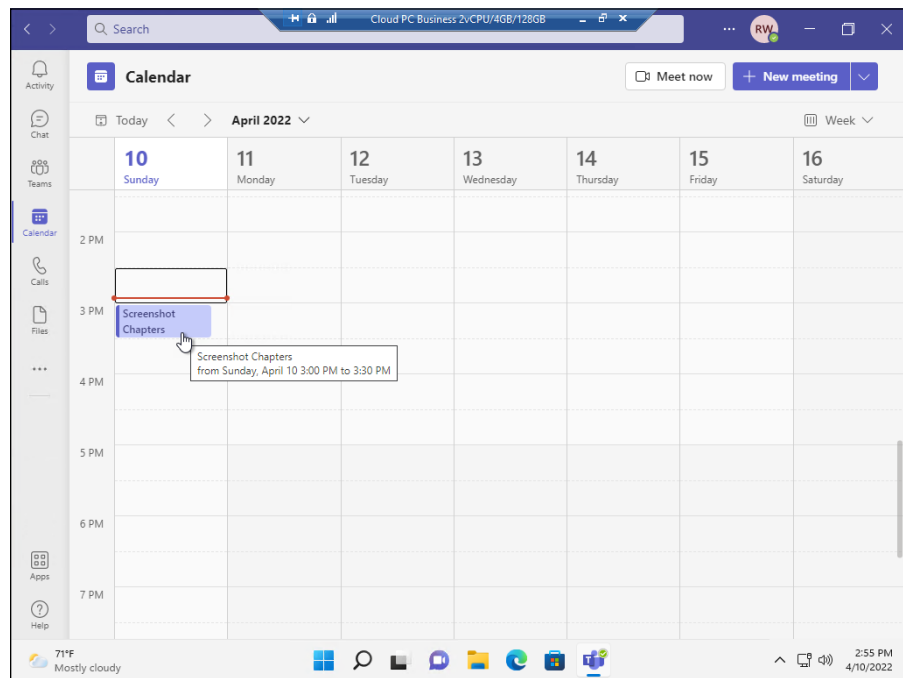 Search
Cloud PC Business 2vCPU/4GB/128GB
RW
Activity
Chat
Teams
Calendar
Calls
Files
Apps
Help
Calendar
Meet now
New meeting
Today
April 2022
Week
10
Sunday
11
Monday
12
Tuesday
13
Wednesday
14
Thursday
15
Friday
16
Saturday
2 PM
3 PM
Screenshot
Chapters
Screenshot Chapters
from Sunday, April 10 3:00 PM to 3:30 PM
4 PM
5 PM
6 PM
7 PM
71°F
Mostly cloudy
2:55 PM
4/10/2022